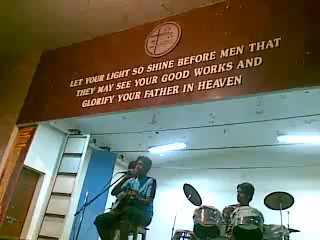 LET YOUR LIGHT SO SHINE BEFORE MEN THAT
THEY MAY SEE YOUR GOOD WORKS AND
GLORIFY YOUR FATHER IN HEAVEN